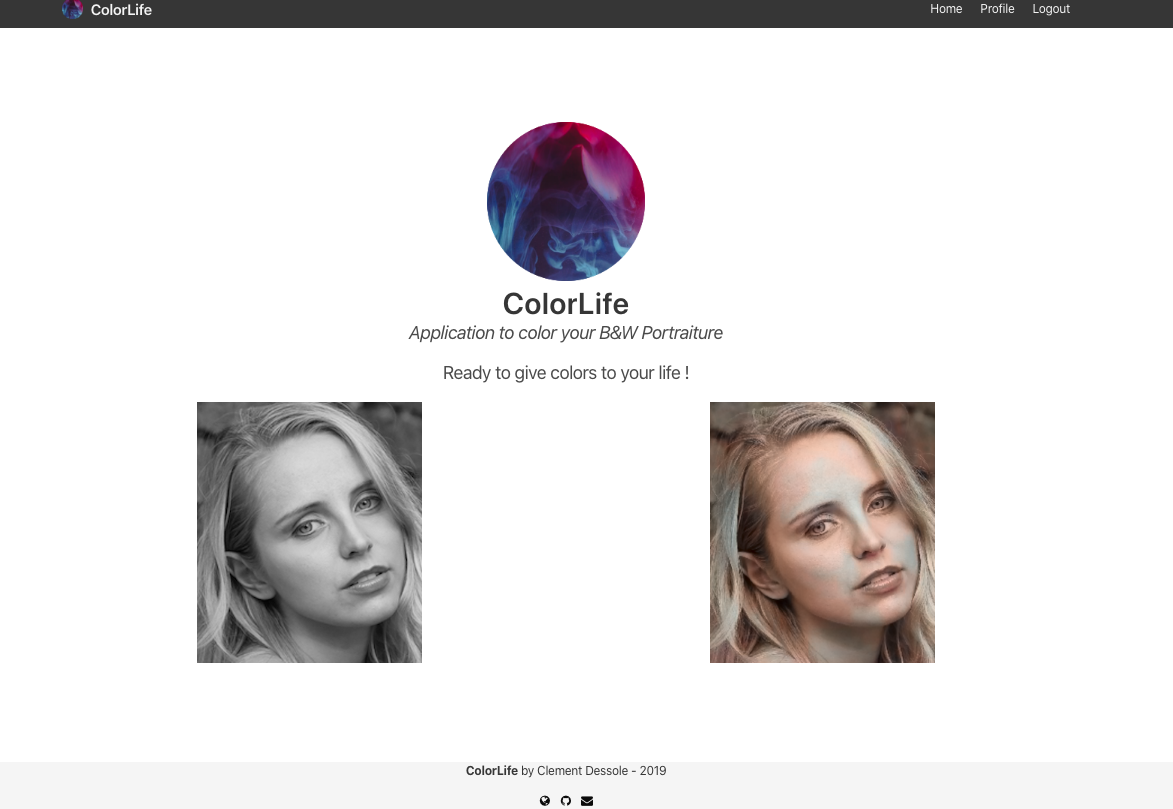 ColorLife
Home Profile Logout
ColorLife
Application to color your B&W Portraiture
Ready to give colors to your life !
ColorLife by Clement Dessole - 2019